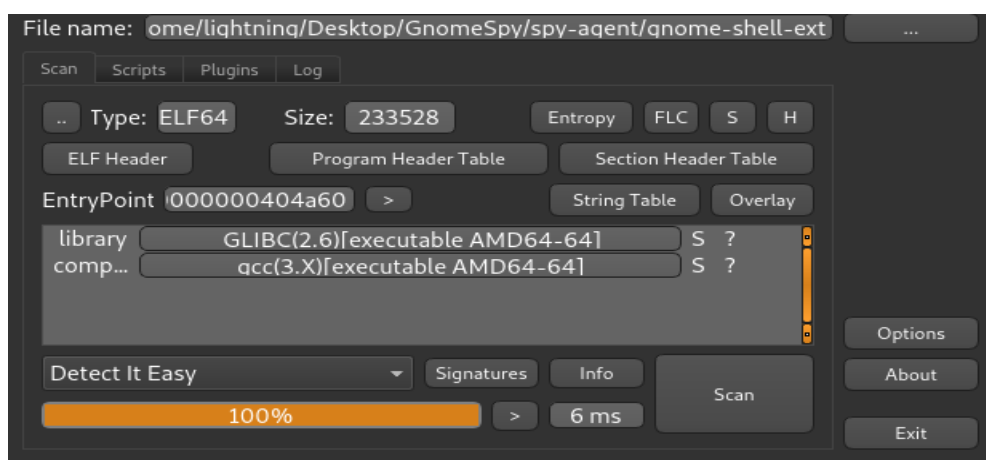 File name: ome/lightning/Desktop/GnomeSpy/spy-agent/gnome-shell-ext ...
Scan Scripts Plugins Log
.. Type: ELF64 Size: 233528 Entropy FLC S H
ELF Header Program Header Table Section Header Table
EntryPoint 000000404a60 > String Table Overlay
library GLIBC(2.6)[executable AMD64-64] S ?
comp... gcc(3.X)[executable AMD64-64] S ?
Options
Detect It Easy Signatures Info Scan About
100% > 6 ms
Exit